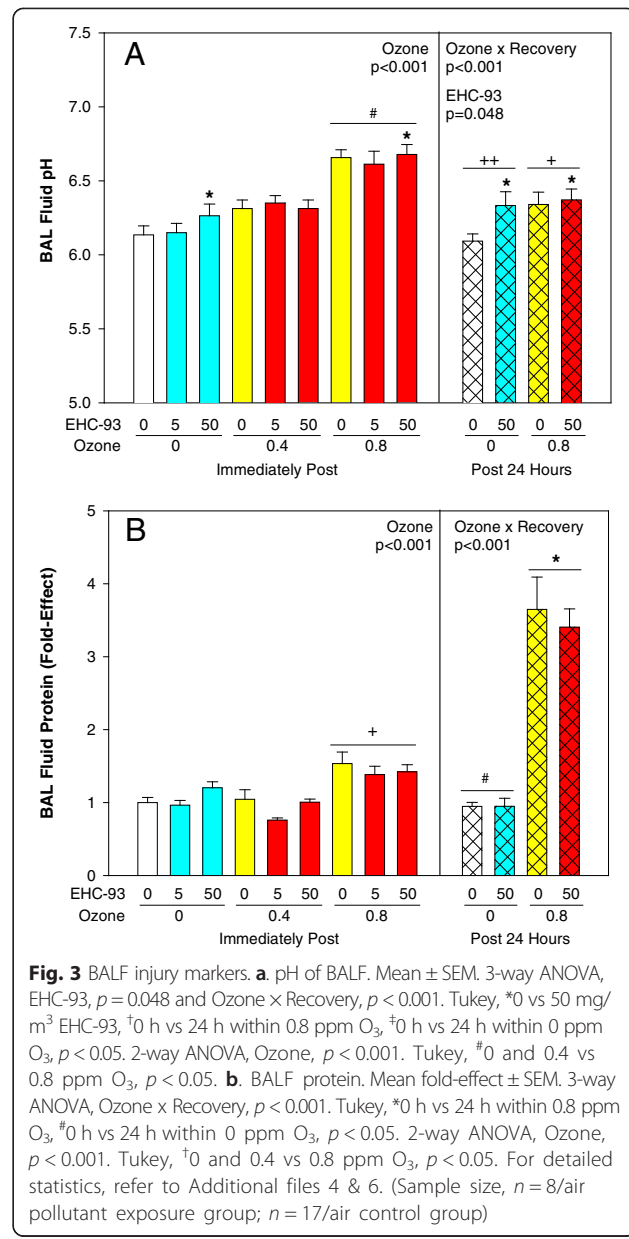 A
Ozone
p<0.001
Ozone x Recovery
p<0.001
EHC-93
p=0.048
#
*
*
++
*
+
*
BAL Fluid pH
7.5
7.0
6.5
6.0
5.5
5.0
EHC-93 0 5 50 0 5 50 0 5 50 0 50 0 50
Ozone 0 0.4 0.8 0 0.8
Immediately Post Post 24 Hours
B
Ozone
p<0.001
Ozone x Recovery
p<0.001
*
+
#
BAL Fluid Protein (Fold-Effect)
5
4
3
2
1
0
EHC-93 0 5 50 0 5 50 0 5 50 0 50 0 50
Ozone 0 0.4 0.8 0 0.8
Immediately Post Post 24 Hours
Fig. 3 BALF injury markers. a. pH of BALF. Mean ± SEM. 3-way ANOVA,
EHC-93, p = 0.048 and Ozone × Recovery, p < 0.001. Tukey, *0 vs 50 mg/
m³ EHC-93, †0 h vs 24 h within 0.8 ppm O₃, ‡0 h vs 24 h within 0 ppm
O₃, p < 0.05. 2-way ANOVA, Ozone, p < 0.001. Tukey, #0 and 0.4 vs
0.8 ppm O₃, p < 0.05. b. BALF protein. Mean fold-effect ± SEM. 3-way
ANOVA, Ozone x Recovery, p < 0.001. Tukey, *0 h vs 24 h within 0.8 ppm
O₃, #0 h vs 24 h within 0 ppm O₃, p < 0.05. 2-way ANOVA, Ozone,
p < 0.001. Tukey, †0 and 0.4 vs 0.8 ppm O₃, p < 0.05. For detailed
statistics, refer to Additional files 4 & 6. (Sample size, n = 8/air
pollutant exposure group; n = 17/air control group)